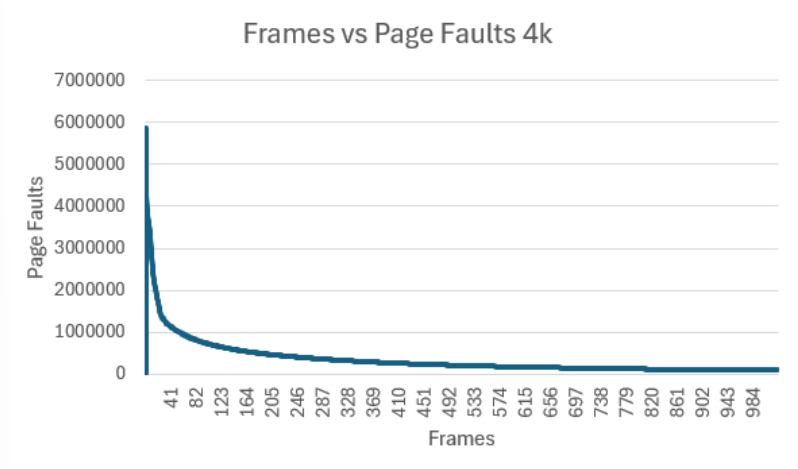 Frames vs Page Faults 4k
7000000
6000000
5000000
4000000
3000000
2000000
1000000
0
Page Faults
41 82 123 164 205 246 287 328 369 410 451 492 533 574 615 656 697 738 779 820 861 902 943 984
Frames